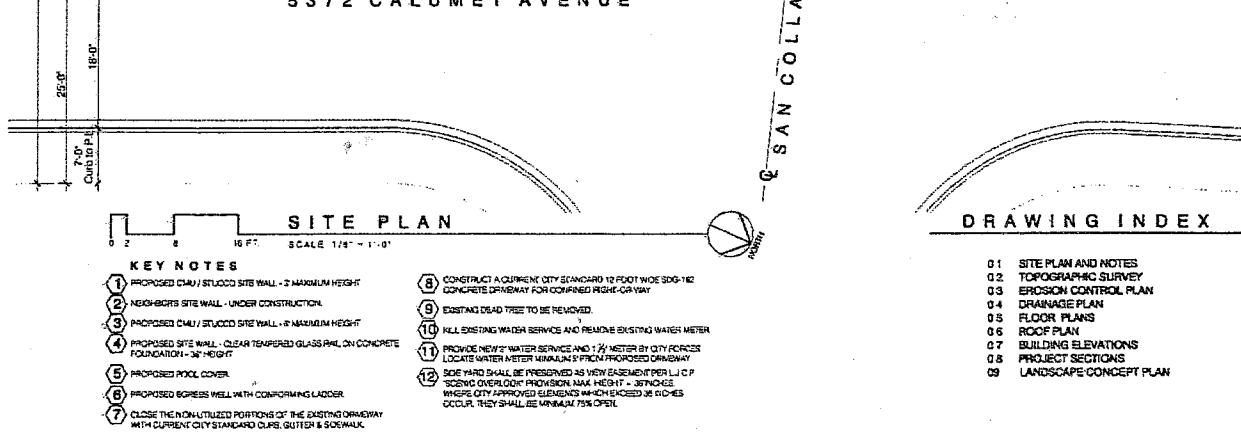 5372 CALUMET AVENUE
18'-0"
25'-0"
7'-0"
Curb to P.L.
℄ SAN COLLA
SITE PLAN
0 2 8 16 FT.
SCALE 1/8" = 1'-0"
NORTH
KEY NOTES
1 PROPOSED CMU / STUCCO SITE WALL - 3' MAXIMUM HEIGHT
2 NEIGHBOR'S SITE WALL - UNDER CONSTRUCTION.
3 PROPOSED CMU / STUCCO SITE WALL - 6' MAXIMUM HEIGHT
4 PROPOSED SITE WALL - CLEAR TEMPERED GLASS RAIL ON CONCRETE
FOUNDATION - 36" HEIGHT
5 PROPOSED POOL COVER.
6 PROPOSED EGRESS WELL WITH CONFORMING LADDER.
7 CLOSE THE NON-UTILIZED PORTIONS OF THE EXISTING DRIVEWAY
WITH CURRENT CITY STANDARD CURB, GUTTER & SIDEWALK.
8 CONSTRUCT A CURRENT CITY STANDARD 12 FOOT WIDE SDG-162
CONCRETE DRIVEWAY FOR CONFINED RIGHT-OF-WAY
9 EXISTING DEAD TREE TO BE REMOVED.
10 KILL EXISTING WATER SERVICE AND REMOVE EXISTING WATER METER
11 PROVIDE NEW 2" WATER SERVICE AND 1 1/2" METER BY CITY FORCES
LOCATE WATER METER MINIMUM 5' FROM PROPOSED DRIVEWAY
12 SIDE YARD SHALL BE PRESERVED AS VIEW EASEMENT PER L.J.C.P
"SCENIC OVERLOOK" PROVISION. MAX. HEIGHT = 36 INCHES.
WHERE CITY APPROVED ELEMENTS WHICH EXCEED 36 INCHES
OCCUR, THEY SHALL BE MINIMUM 75% OPEN.
DRAWING INDEX
01 SITE PLAN AND NOTES
02 TOPOGRAPHIC SURVEY
03 EROSION CONTROL PLAN
04 DRAINAGE PLAN
05 FLOOR PLANS
06 ROOF PLAN
07 BUILDING ELEVATIONS
08 PROJECT SECTIONS
09 LANDSCAPE CONCEPT PLAN